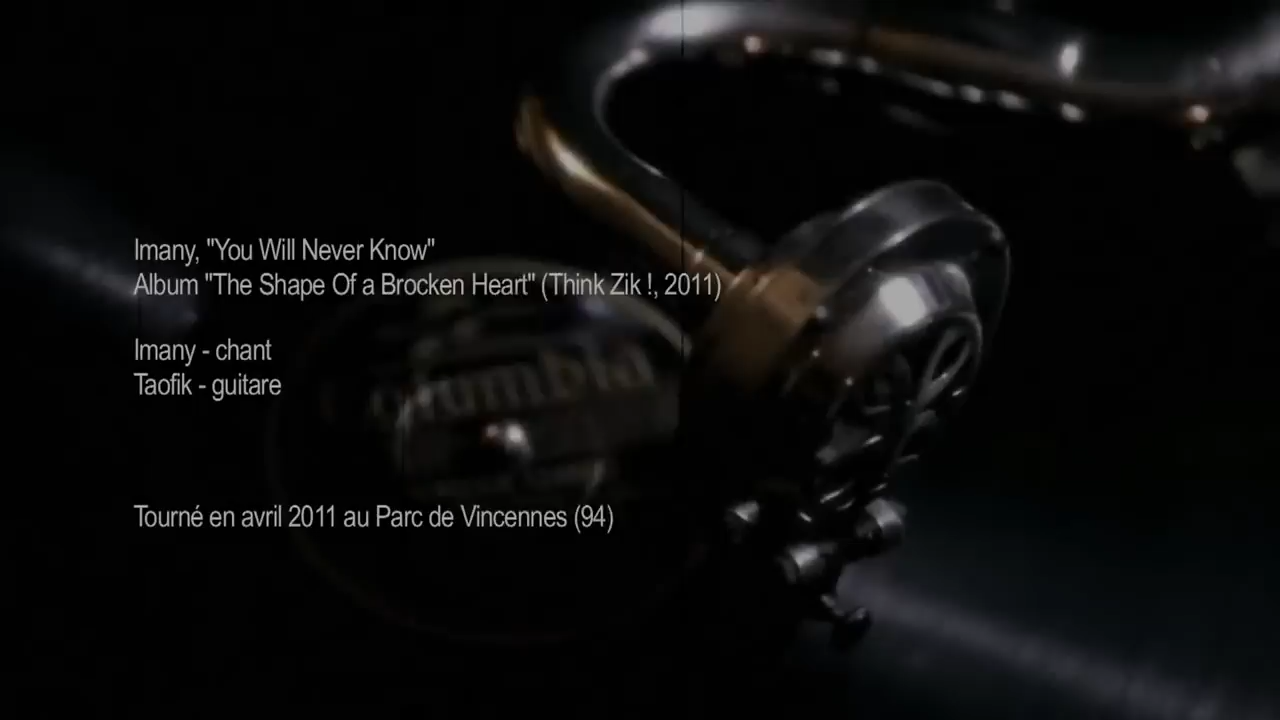 Imany, "You Will Never Know"
Album "The Shape Of a Brocken Heart" (Think Zik !, 2011)
Imany - chant
Taofik - guitare
Columbia
Tourné en avril 2011 au Parc de Vincennes (94)